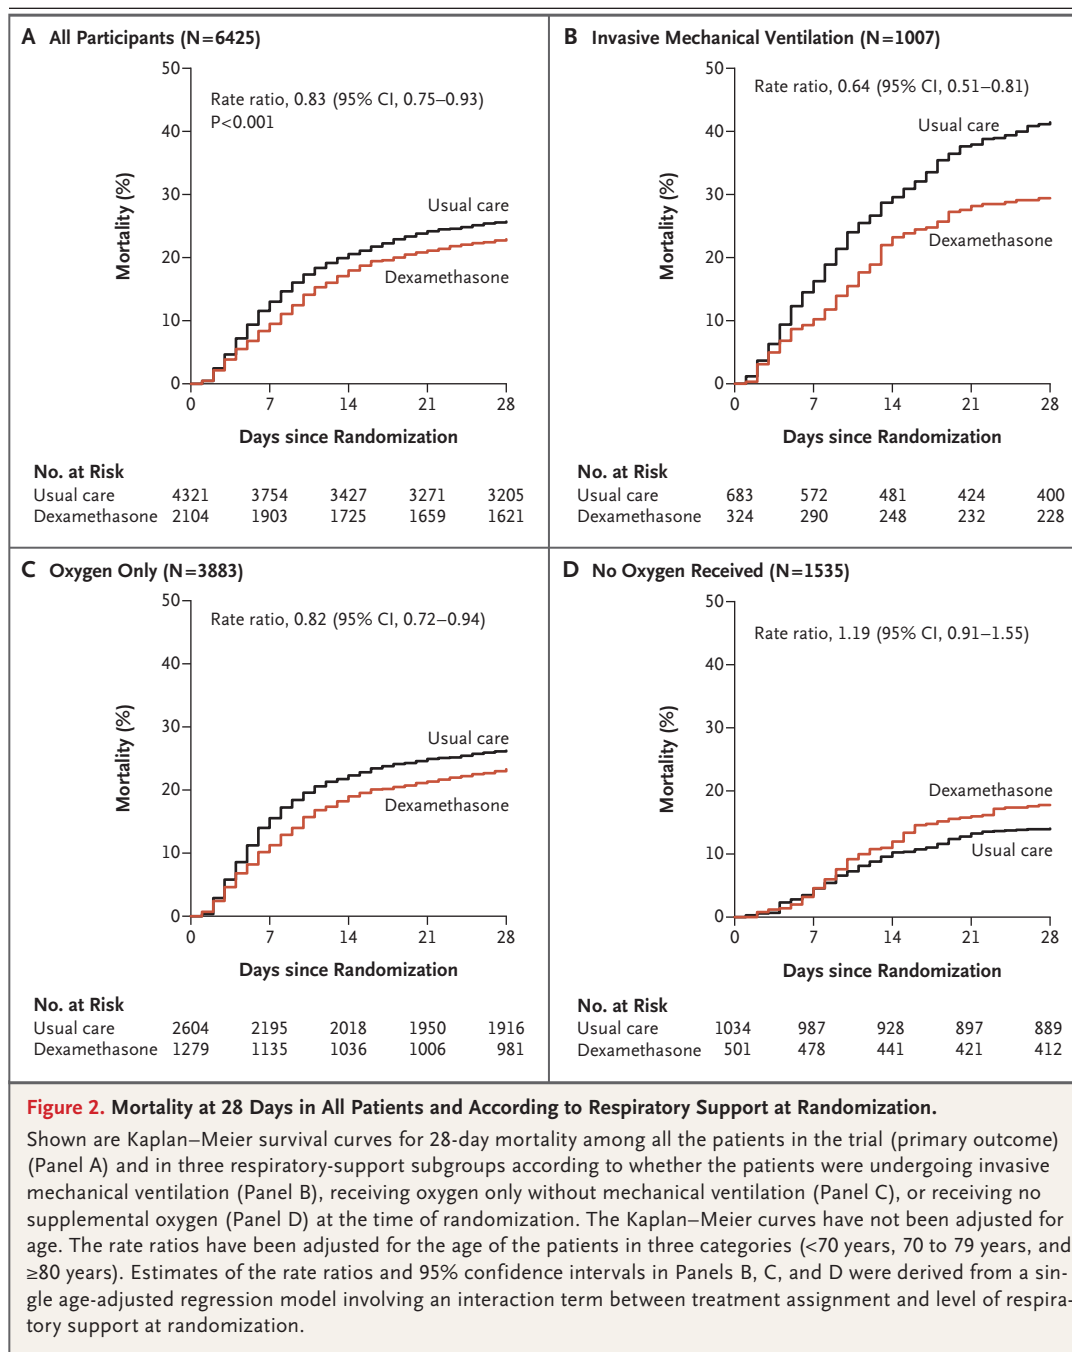 A All Participants (N=6425)
50
40
30
20
10
0
Mortality (%)
Rate ratio, 0.83 (95% CI, 0.75–0.93)
P<0.001
Usual care
Dexamethasone
0 7 14 21 28
Days since Randomization
No. at Risk
Usual care 4321 3754 3427 3271 3205
Dexamethasone 2104 1903 1725 1659 1621
B Invasive Mechanical Ventilation (N=1007)
50
40
30
20
10
0
Mortality (%)
Rate ratio, 0.64 (95% CI, 0.51–0.81)
Usual care
Dexamethasone
0 7 14 21 28
Days since Randomization
No. at Risk
Usual care 683 572 481 424 400
Dexamethasone 324 290 248 232 228
C Oxygen Only (N=3883)
50
40
30
20
10
0
Mortality (%)
Rate ratio, 0.82 (95% CI, 0.72–0.94)
Usual care
Dexamethasone
0 7 14 21 28
Days since Randomization
No. at Risk
Usual care 2604 2195 2018 1950 1916
Dexamethasone 1279 1135 1036 1006 981
D No Oxygen Received (N=1535)
50
40
30
20
10
0
Mortality (%)
Rate ratio, 1.19 (95% CI, 0.91–1.55)
Dexamethasone
Usual care
0 7 14 21 28
Days since Randomization
No. at Risk
Usual care 1034 987 928 897 889
Dexamethasone 501 478 441 421 412
Figure 2. Mortality at 28 Days in All Patients and According to Respiratory Support at Randomization.
Shown are Kaplan–Meier survival curves for 28-day mortality among all the patients in the trial (primary outcome)
(Panel A) and in three respiratory-support subgroups according to whether the patients were undergoing invasive
mechanical ventilation (Panel B), receiving oxygen only without mechanical ventilation (Panel C), or receiving no
supplemental oxygen (Panel D) at the time of randomization. The Kaplan–Meier curves have not been adjusted for
age. The rate ratios have been adjusted for the age of the patients in three categories (<70 years, 70 to 79 years, and
≥80 years). Estimates of the rate ratios and 95% confidence intervals in Panels B, C, and D were derived from a sin-
gle age-adjusted regression model involving an interaction term between treatment assignment and level of respira-
tory support at randomization.